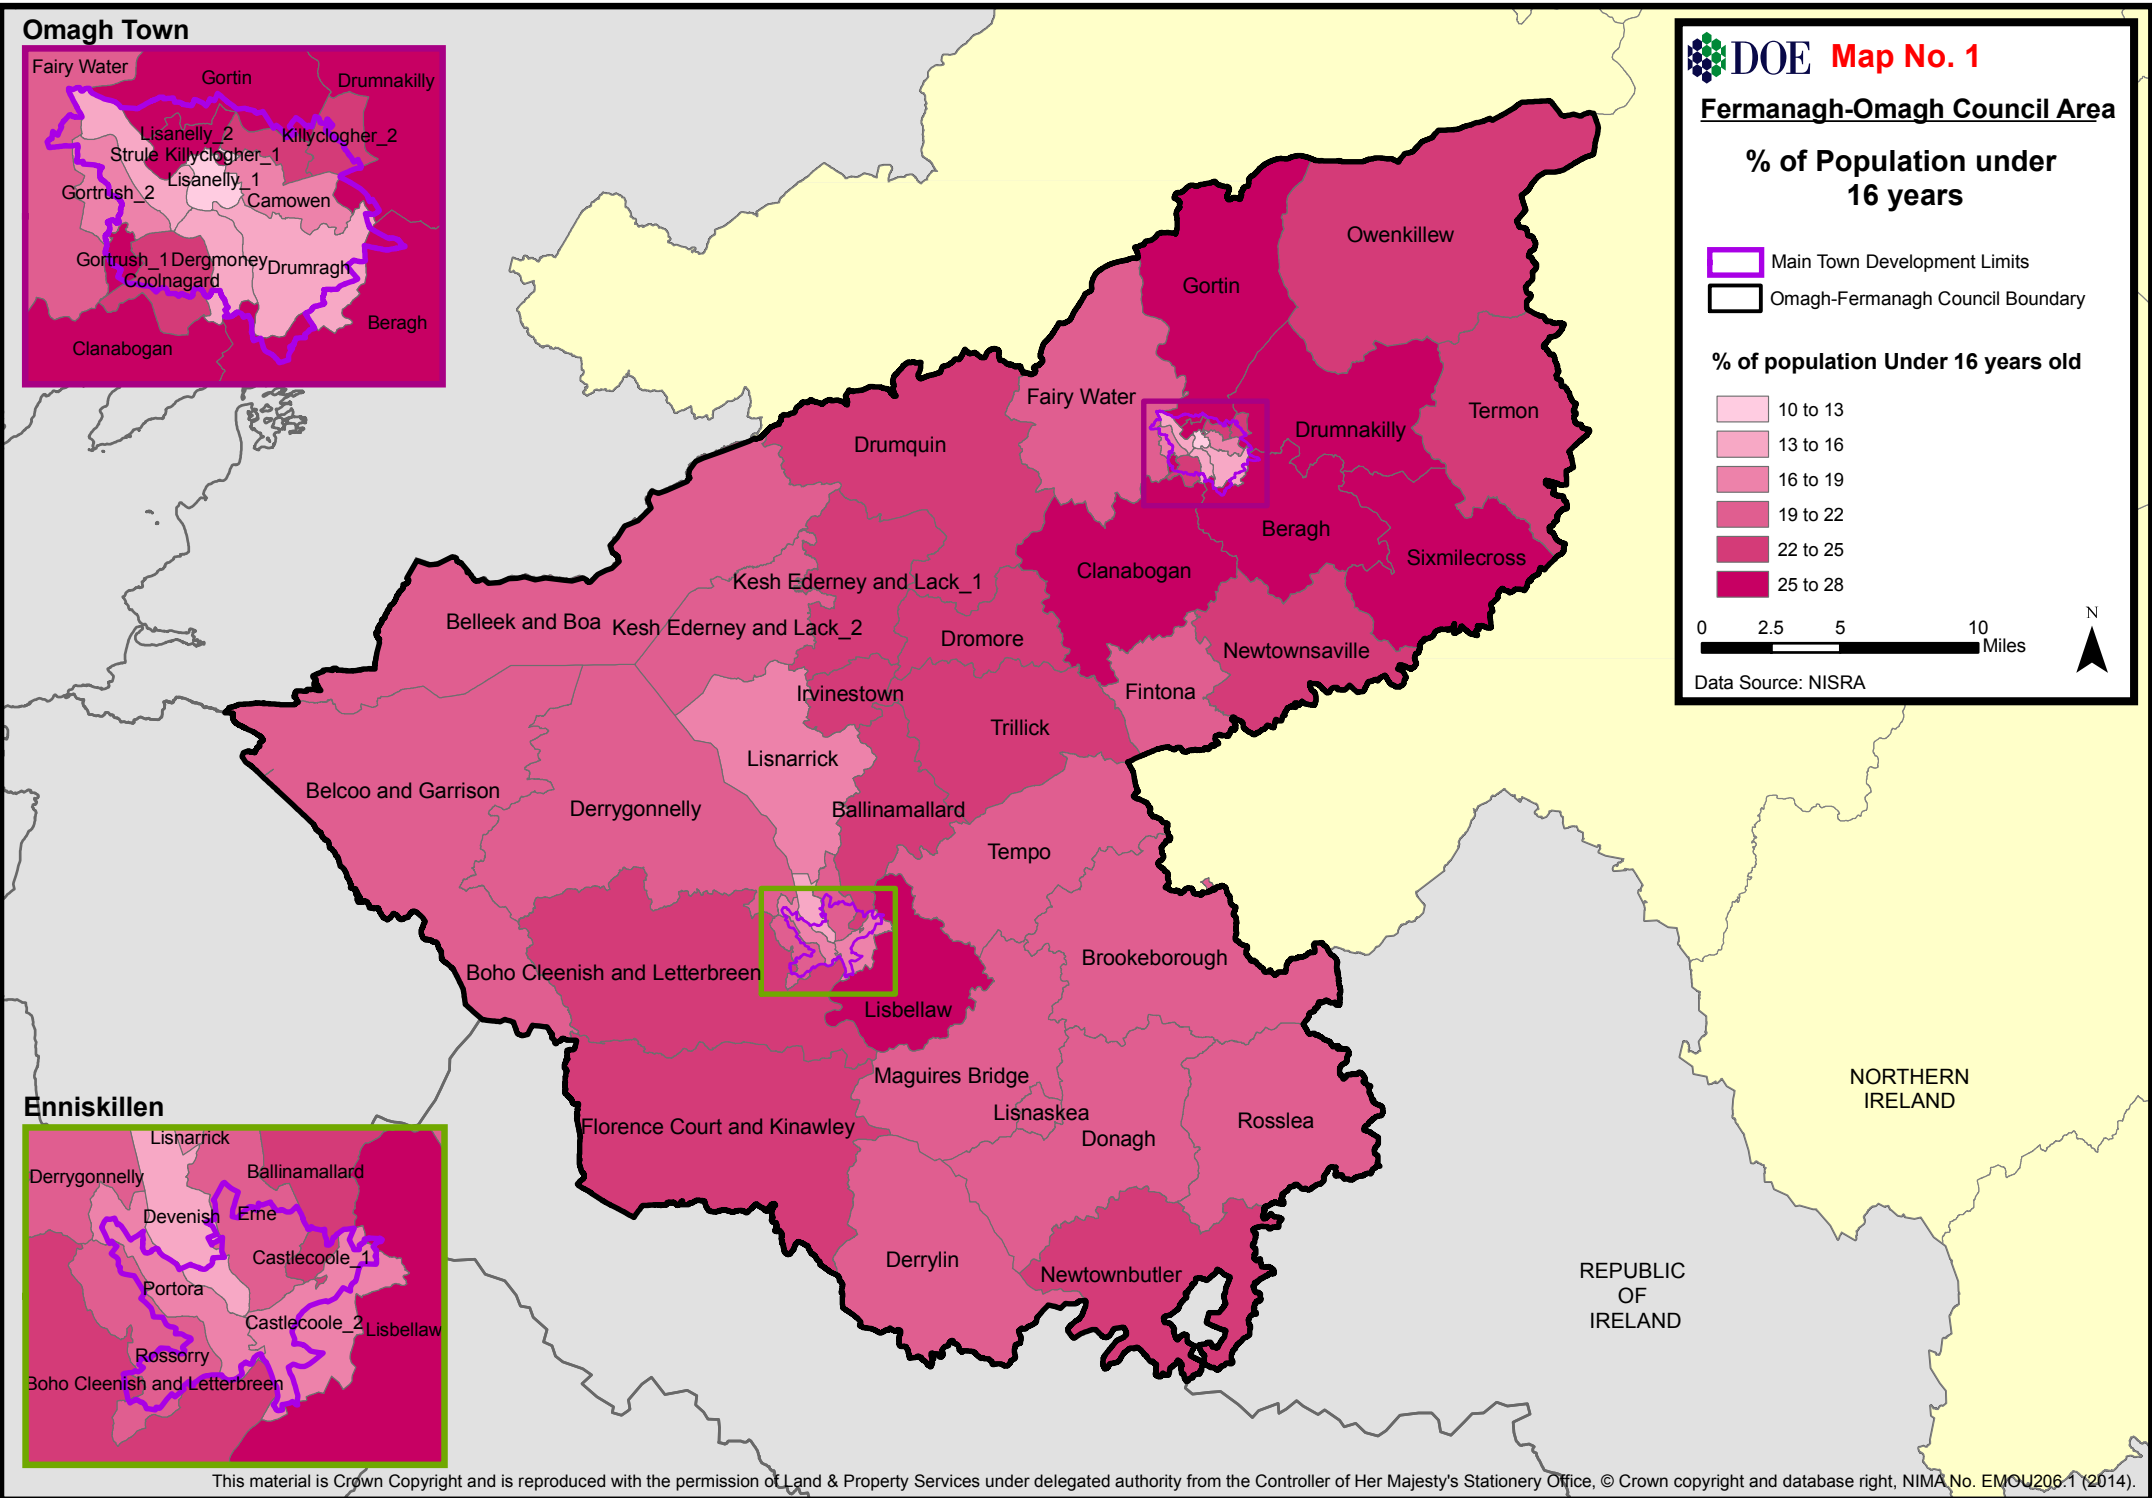 Omagh Town
Fairy Water
Gortin
Drumnakilly
Lisanelly_2
Killyclogher_2
Strule Killyclogher_1
Lisanelly_1
Gortrush_2
Camowen
Gortrush_1 Dergmoney
Drumragh
Coolnagard
Beragh
Clanabogan
DOE Map No. 1
Fermanagh-Omagh Council Area
% of Population under
16 years
Main Town Development Limits
Omagh-Fermanagh Council Boundary
% of population Under 16 years old
10 to 13
13 to 16
16 to 19
19 to 22
22 to 25
25 to 28
N
0 2.5 5 10
Miles
Data Source: NISRA
Owenkillew
Gortin
Fairy Water
Termon
Drumnakilly
Drumquin
Beragh
Sixmilecross
Clanabogan
Kesh Ederney and Lack_1
Belleek and Boa
Kesh Ederney and Lack_2
Dromore
Newtownsaville
Irvinestown
Fintona
Trillick
Lisnarrick
Belcoo and Garrison
Derrygonnelly
Ballinamallard
Tempo
Brookeborough
Boho Cleenish and Letterbreen
Lisbellaw
Maguires Bridge
Lisnaskea
Florence Court and Kinawley
Donagh
Rosslea
Derrylin
Newtownbutler
NORTHERN
IRELAND
REPUBLIC
OF
IRELAND
Enniskillen
Lisnarrick
Derrygonnelly
Ballinamallard
Devenish
Erne
Castlecoole_1
Portora
Castlecoole_2
Lisbellaw
Rossorry
Boho Cleenish and Letterbreen
This material is Crown Copyright and is reproduced with the permission of Land & Property Services under delegated authority from the Controller of Her Majesty's Stationery Office, © Crown copyright and database right, NIMA No. EMOU206.1 (2014).